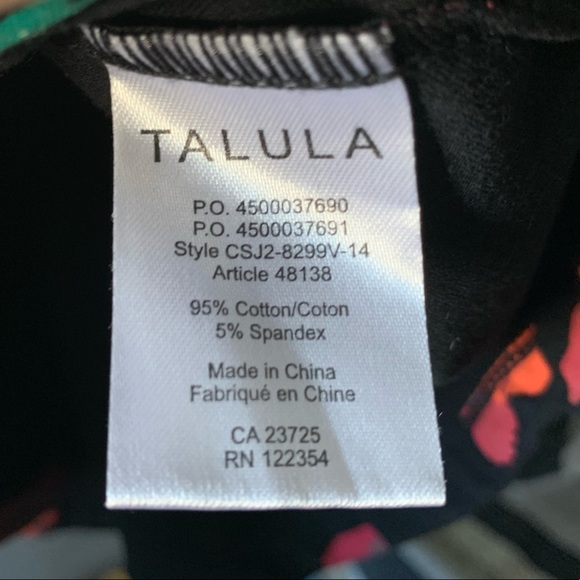 TALULA
P.O. 4500037690
P.O. 4500037691
Style CSJ2-8299V-14
Article 48138
95% Cotton/Coton
5% Spandex
Made in China
Fabriqué en Chine
CA 23725
RN 122354